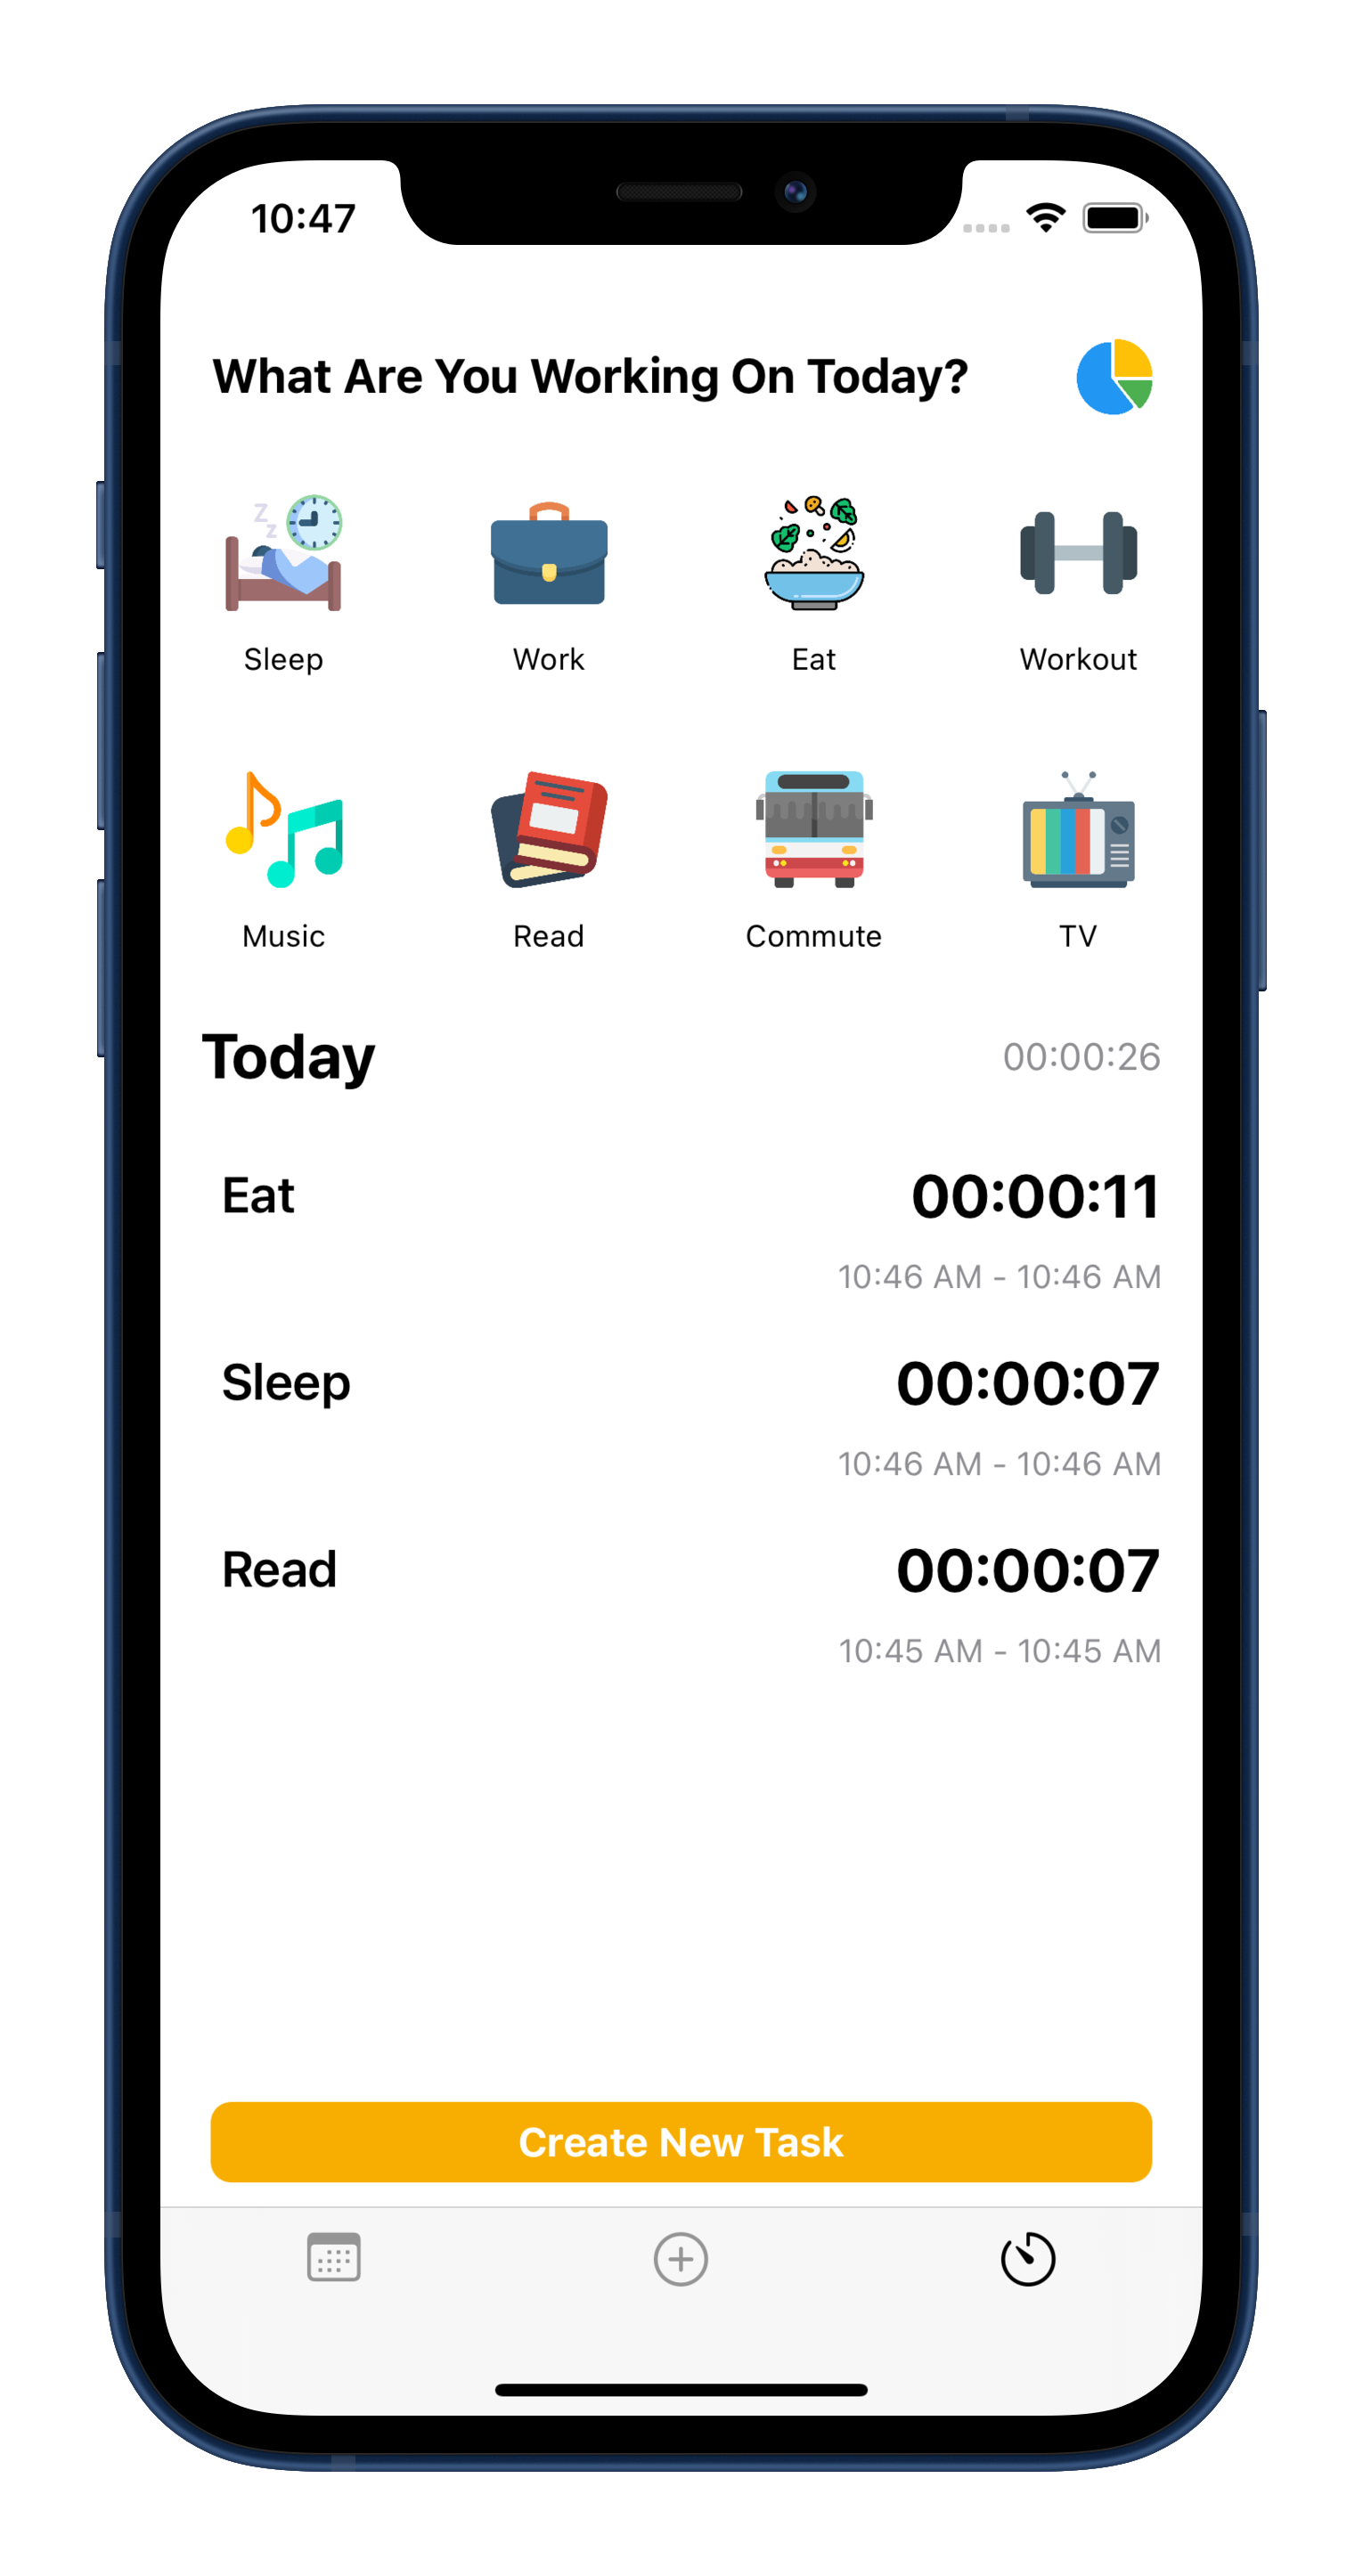 10:47
What Are You Working On Today?
Sleep Work Eat Workout
Music Read Commute TV
Today 00:00:26
Eat 00:00:11
10:46 AM - 10:46 AM
Sleep 00:00:07
10:46 AM - 10:46 AM
Read 00:00:07
10:45 AM - 10:45 AM
Create New Task